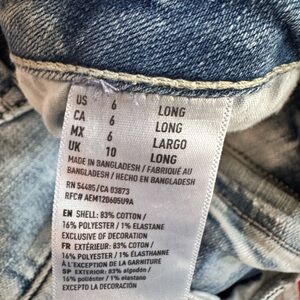 US 6 LONG
CA 6 LONG
MX 6 LARGO
UK 10 LONG
MADE IN BANGLADESH / FABRIQUÉ AU
BANGLADESH / HECHO EN BANGLADESH
RN 54485/CA 03873
RFC# AEM120605U9A
EN SHELL: 83% COTTON /
16% POLYESTER / 1% ELASTANE
EXCLUSIVE OF DECORATION
FR EXTÉRIEUR: 83% COTON /
16% POLYESTER / 1% ÉLASTHANNE
À L'EXCEPTION DE LA GARNITURE
SP EXTERIOR: 83% algodón /
16% POLIÉSTER / 1% ELASTANO